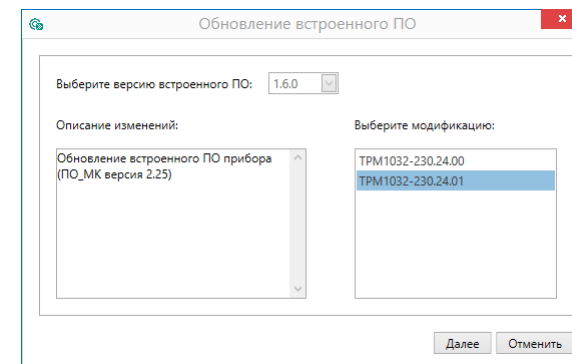 Обновление встроенного ПО
Выберите версию встроенного ПО: 1.6.0
Описание изменений:
Выберите модификацию:
Обновление встроенного ПО прибора
(ПО_МК версия 2.25)
ТРМ1032-230.24.00
ТРМ1032-230.24.01
Далее
Отменить